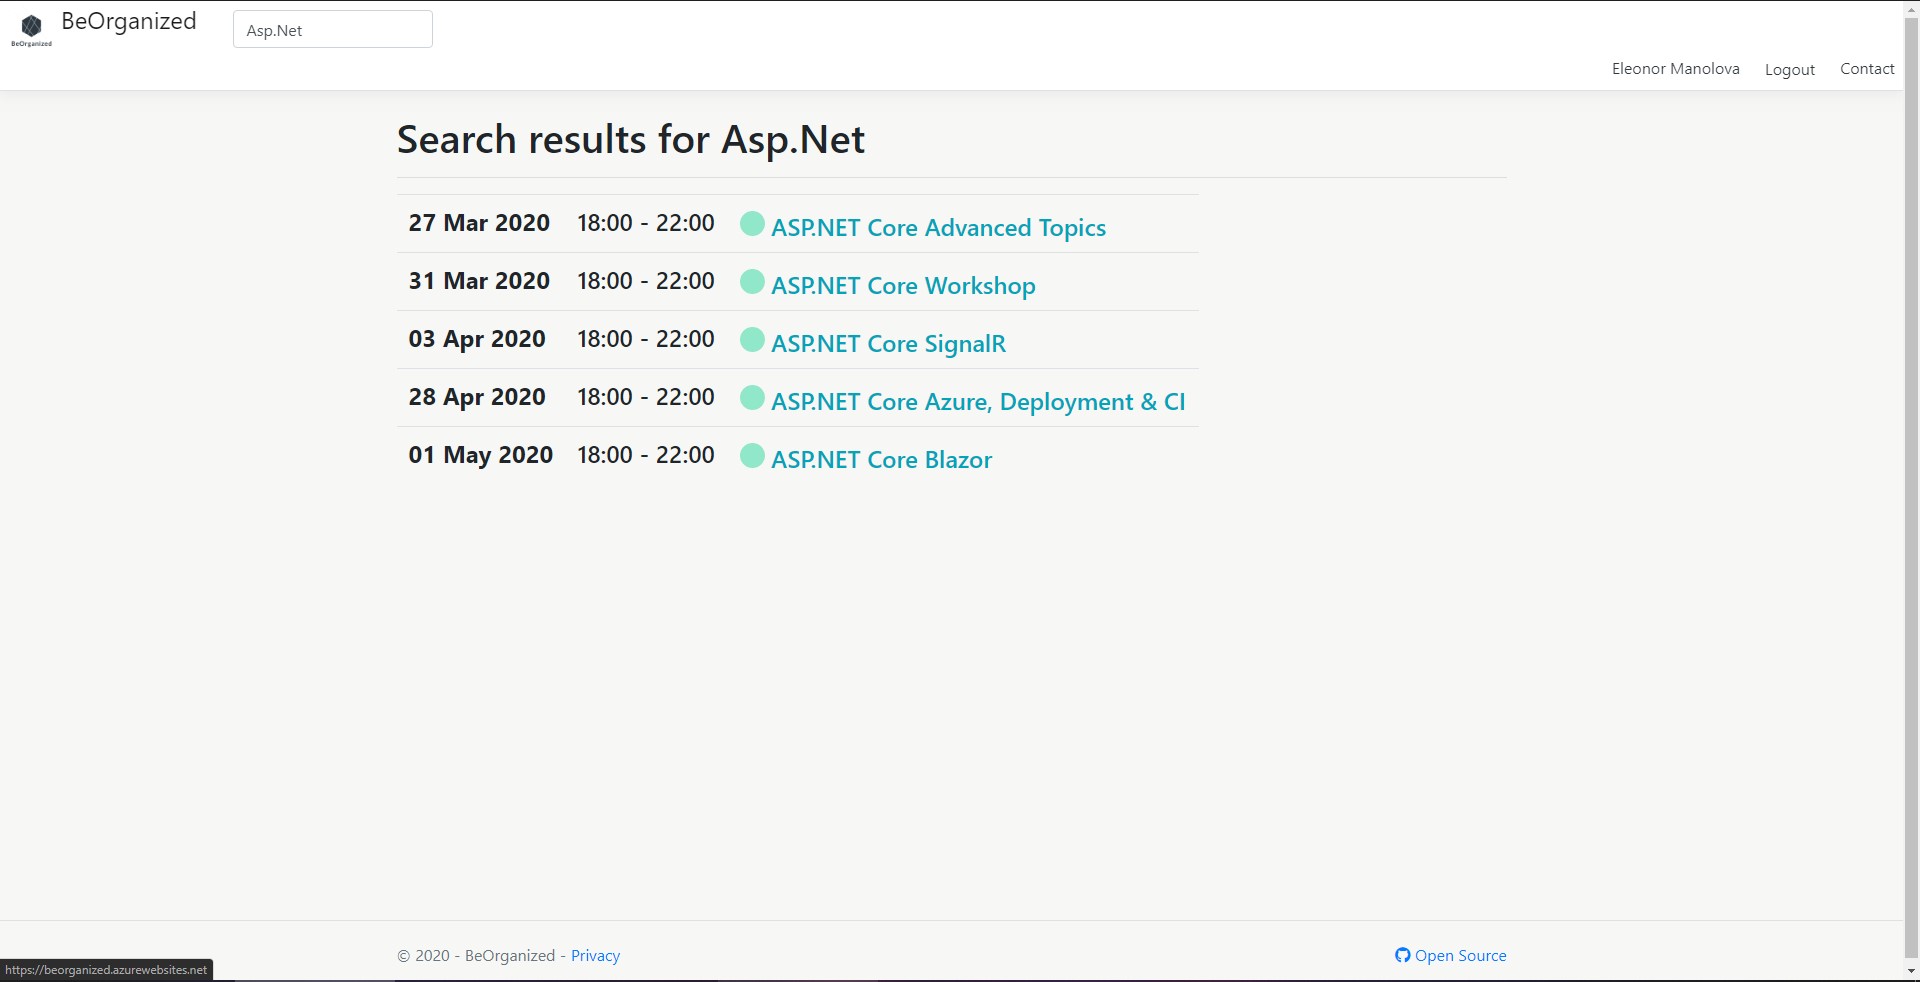 BeOrganized
BeOrganized
Asp.Net
Eleonor Manolova Logout Contact
Search results for Asp.Net
27 Mar 2020 18:00 - 22:00 ASP.NET Core Advanced Topics
31 Mar 2020 18:00 - 22:00 ASP.NET Core Workshop
03 Apr 2020 18:00 - 22:00 ASP.NET Core SignalR
28 Apr 2020 18:00 - 22:00 ASP.NET Core Azure, Deployment & CI
01 May 2020 18:00 - 22:00 ASP.NET Core Blazor
© 2020 - BeOrganized - Privacy Open Source
https://beorganized.azurewebsites.net